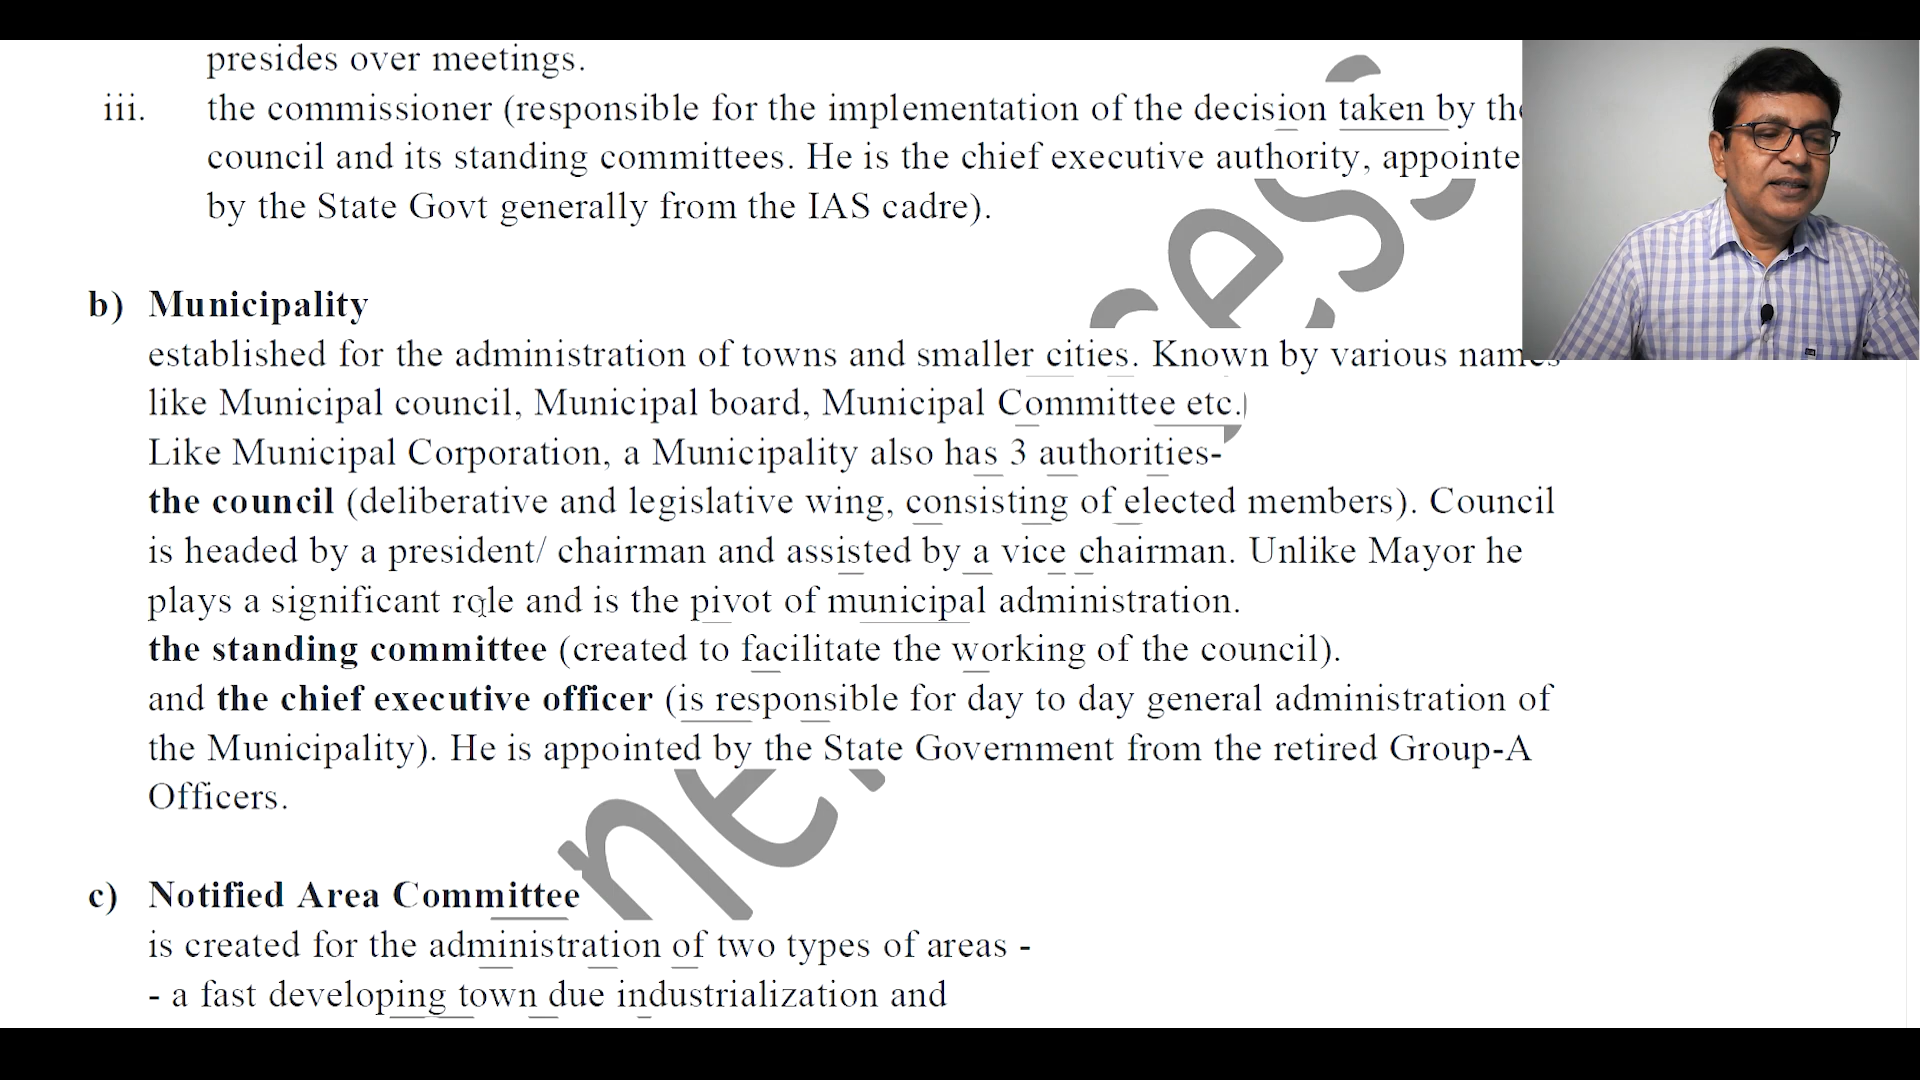 presides over meetings.
iii. the commissioner (responsible for the implementation of the decision taken by the
council and its standing committees. He is the chief executive authority, appointe
by the State Govt generally from the IAS cadre).
b) Municipality
established for the administration of towns and smaller cities. Known by various names
like Municipal council, Municipal board, Municipal Committee etc.)
Like Municipal Corporation, a Municipality also has 3 authorities-
the council (deliberative and legislative wing, consisting of elected members). Council
is headed by a president/ chairman and assisted by a vice chairman. Unlike Mayor he
plays a significant role and is the pivot of municipal administration.
the standing committee (created to facilitate the working of the council).
and the chief executive officer (is responsible for day to day general administration of
the Municipality). He is appointed by the State Government from the retired Group-A
Officers.
c) Notified Area Committee
is created for the administration of two types of areas -
- a fast developing town due industrialization and